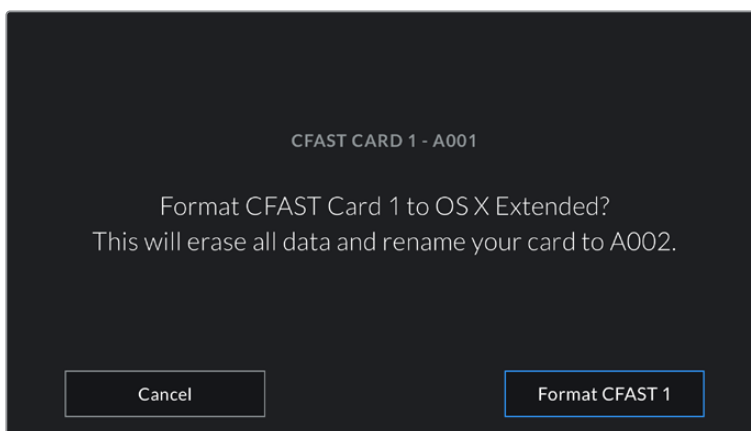 CFAST CARD 1 - A001
Format CFAST Card 1 to OS X Extended?
This will erase all data and rename your card to A002.
Cancel
Format CFAST 1